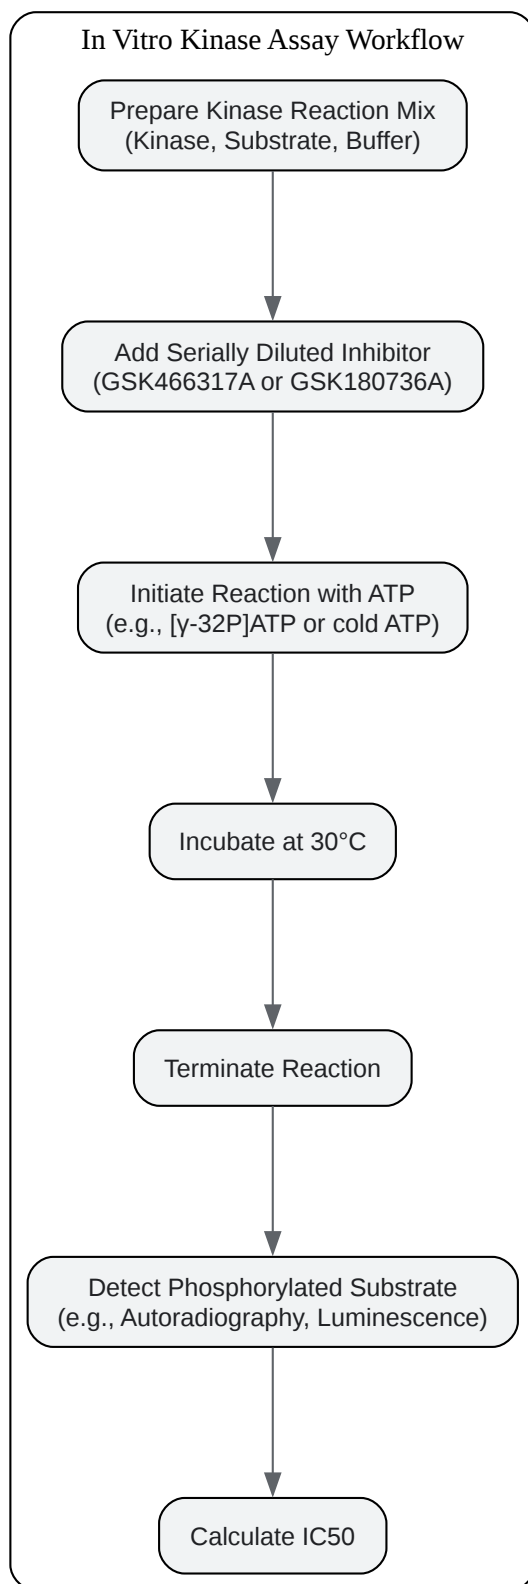 In Vitro Kinase Assay Workflow
Prepare Kinase Reaction Mix
(Kinase, Substrate, Buffer)
Add Serially Diluted Inhibitor
(GSK466317A or GSK180736A)
Initiate Reaction with ATP
(e.g., [γ-32P]ATP or cold ATP)
Incubate at 30°C
Terminate Reaction
Detect Phosphorylated Substrate
(e.g., Autoradiography, Luminescence)
Calculate IC50